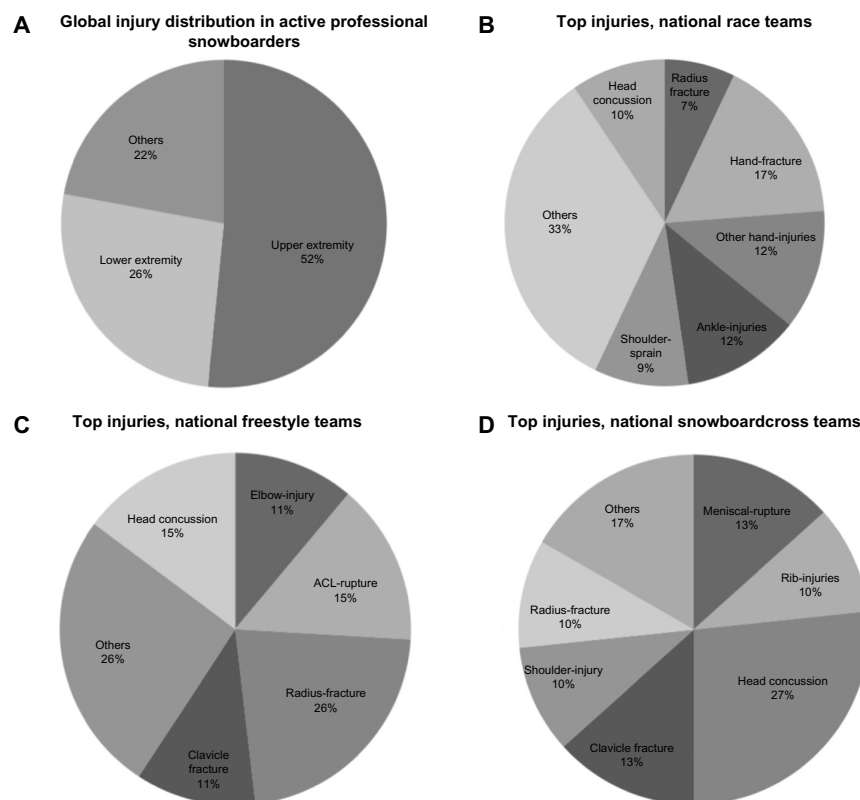 A
Global injury distribution in active professional
snowboarders
Others
22%
Lower extremity
26%
Upper extremity
52%
B
Top injuries, national race teams
Head
concussion
10%
Radius
fracture
7%
Hand-fracture
17%
Others
33%
Other hand-injuries
12%
Ankle-injuries
12%
Shoulder-
sprain
9%
C
Top injuries, national freestyle teams
Head concussion
15%
Elbow-injury
11%
ACL-rupture
15%
Others
26%
Radius-fracture
26%
Clavicle
fracture
11%
D
Top injuries, national snowboardcross teams
Others
17%
Meniscal-rupture
13%
Rib-injuries
10%
Radius-fracture
10%
Shoulder-injury
10%
Head concussion
27%
Clavicle fracture
13%